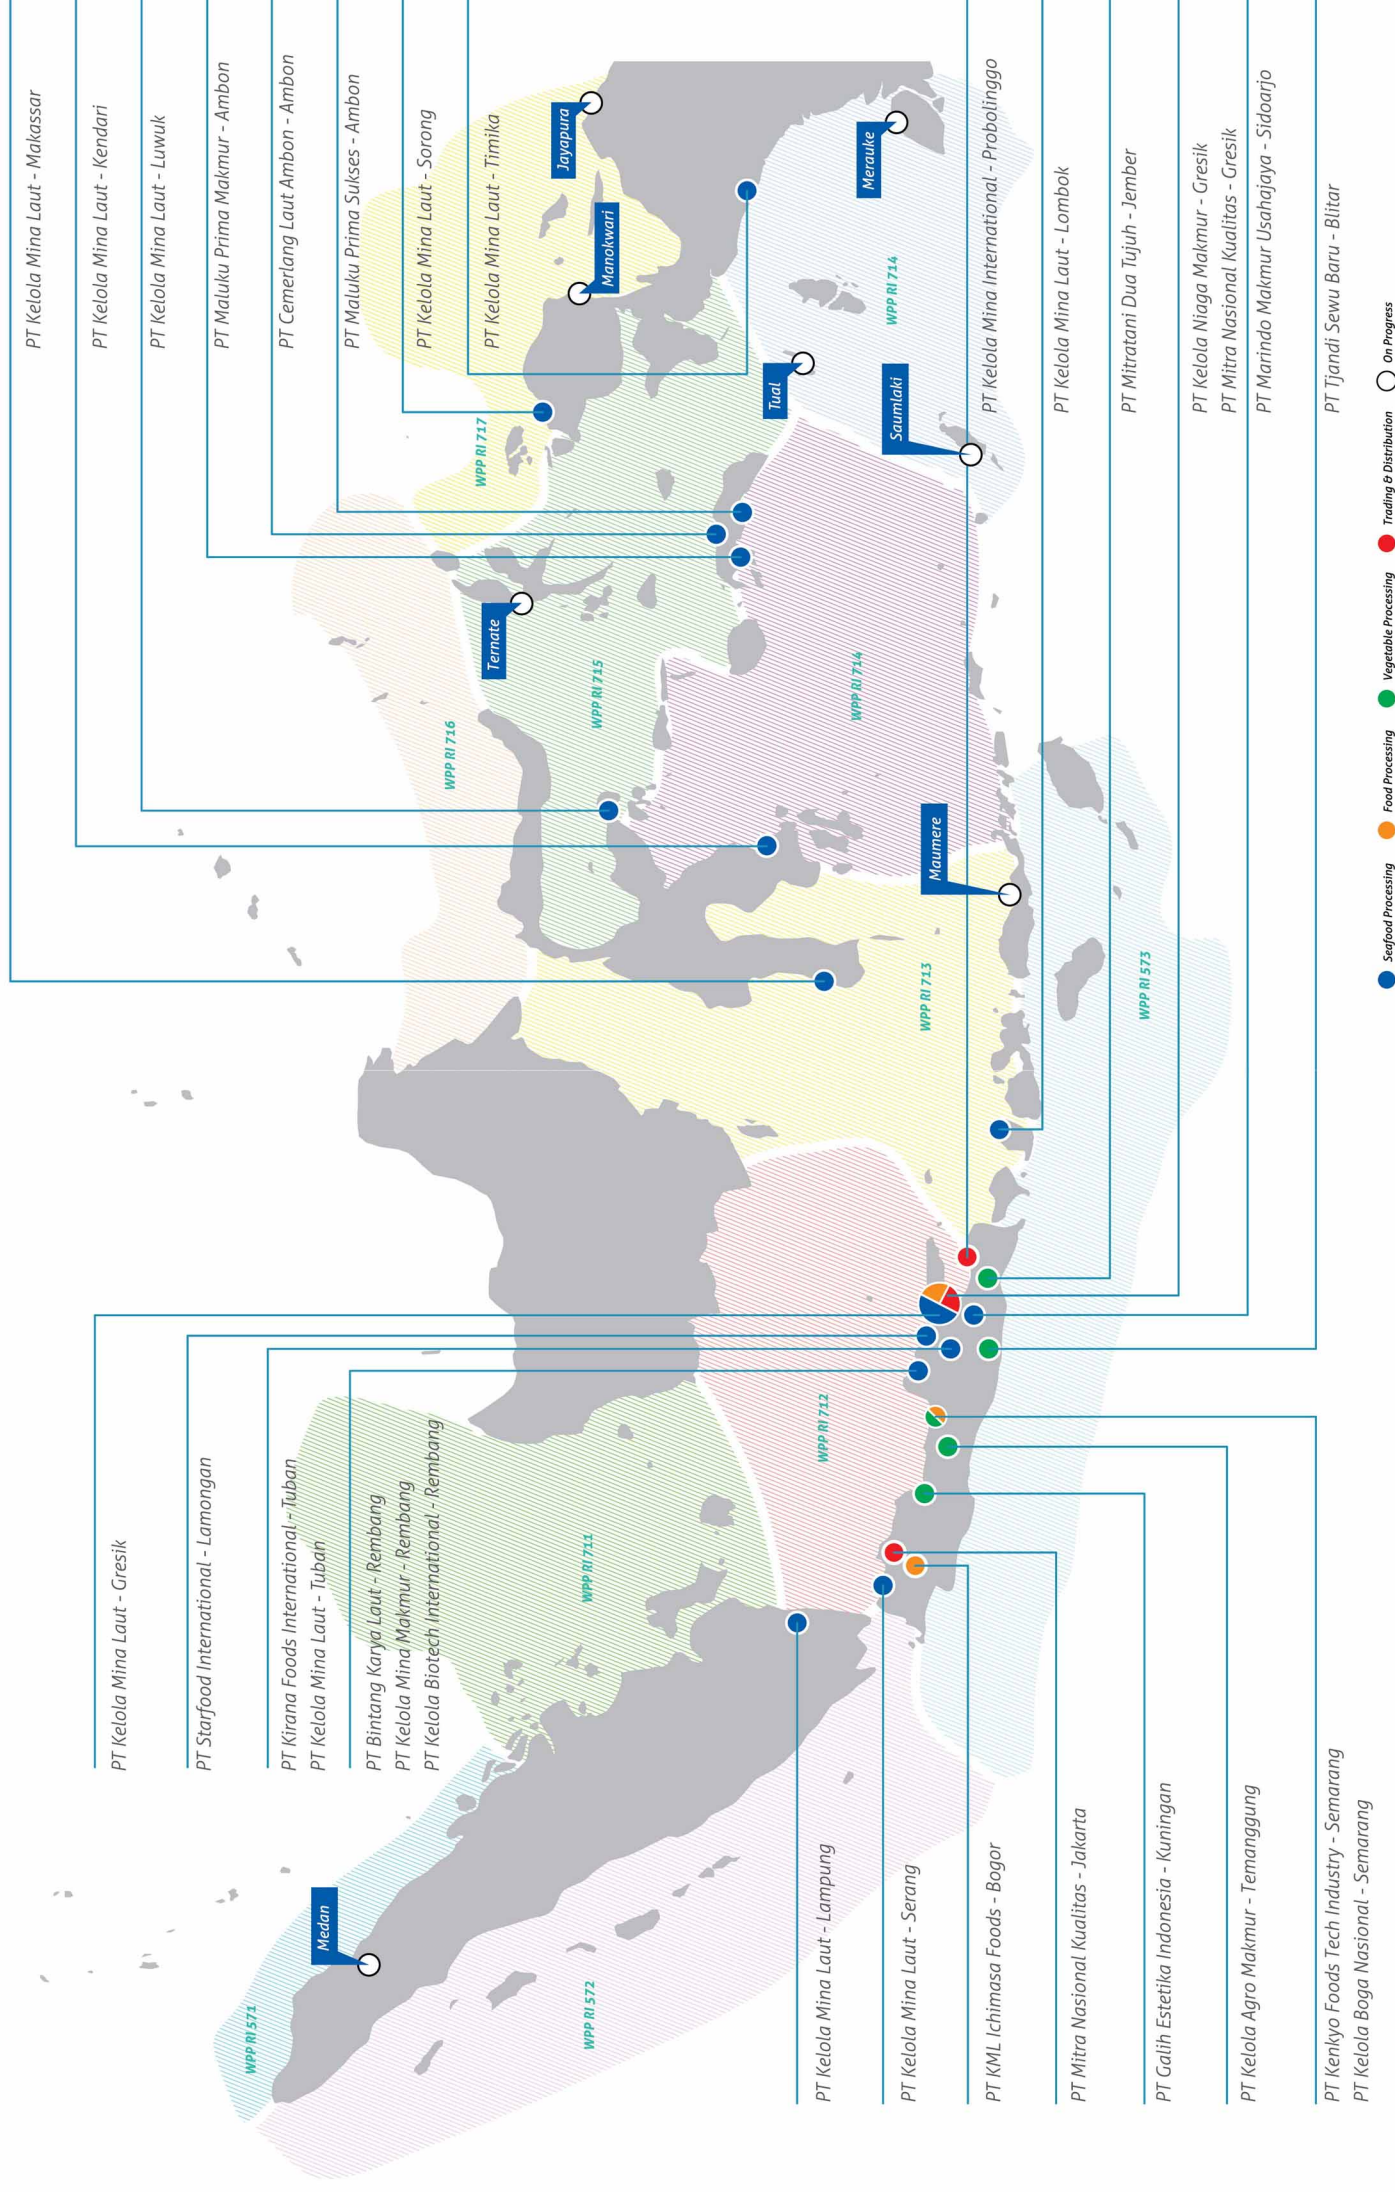 PT Kelola Mina Laut - Gresik
PT Starfood International - Lamongan
PT Kirana Foods International - Tuban
PT Kelola Mina Laut - Tuban
PT Bintang Karya Laut - Rembang
PT Kelola Mina Makmur - Rembang
PT Kelola Biotech International - Rembang
PT Kelola Mina Laut - Makassar
PT Kelola Mina Laut - Kendari
PT Kelola Mina Laut - Luwuk
PT Maluku Prima Makmur - Ambon
PT Cemerlang Laut Ambon - Ambon
PT Maluku Prima Sukses - Ambon
PT Kelola Mina Laut - Sorong
PT Kelola Mina Laut - Timika
WPP RI 571
Medan
WPP RI 572
WPP RI 711
WPP RI 712
WPP RI 716
WPP RI 717
Ternate
WPP RI 715
Manokwari
Jayapura
Tual
WPP RI 714
WPP RI 714
Merauke
Saumlaki
WPP RI 713
Maumere
WPP RI 573
PT Kelola Mina Laut - Lampung
PT Kelola Mina Laut - Serang
PT KML Ichimasa Foods - Bogor
PT Mitra Nasional Kualitas - Jakarta
PT Galih Estetika Indonesia - Kuningan
PT Kelola Agro Makmur - Temanggung
PT Kenkyo Foods Tech Industry - Semarang
PT Kelola Boga Nasional - Semarang
PT Kelola Mina International - Probolinggo
PT Kelola Mina Laut - Lombok
PT Mitratani Dua Tujuh - Jember
PT Kelola Niaga Makmur - Gresik
PT Mitra Nasional Kualitas - Gresik
PT Marindo Makmur Usahajaya - Sidoarjo
PT Tjandi Sewu Baru - Blitar
Seafood Processing
Food Processing
Vegetable Processing
Trading & Distribution
On Progress